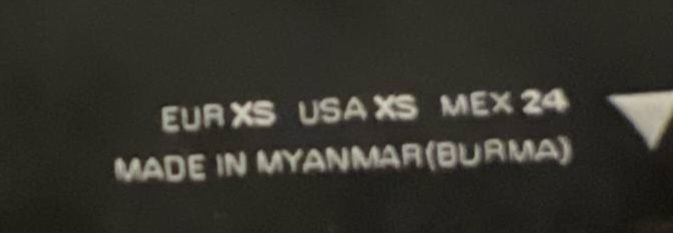 EUR XS USA XS MEX 24
MADE IN MYANMAR(BURMA)